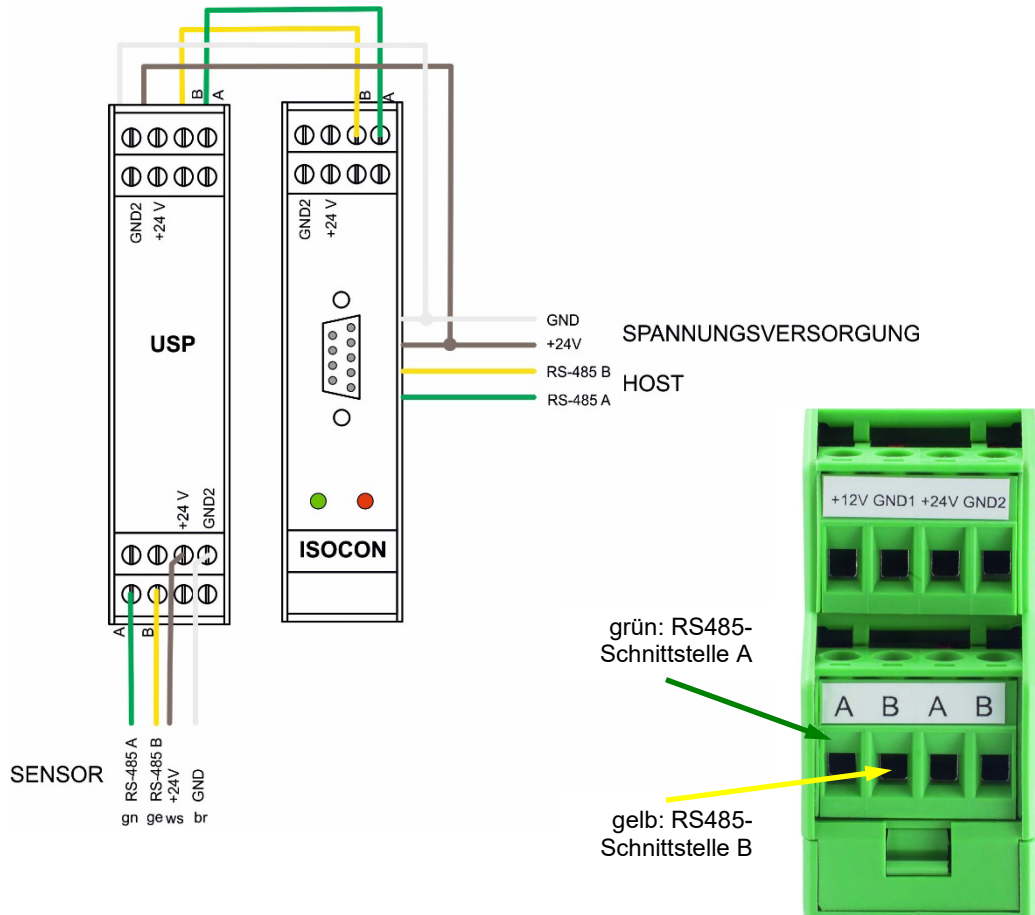 B
A
B
A
GND2
+24 V
GND2
+24 V
USP
GND
+24V
SPANNUNGSVERSORGUNG
RS-485 B
HOST
RS-485 A
+24 V
GND2
ISOCON
A
B
SENSOR
RS-485 A
RS-485 B
+24V
GND
gn
ge
ws
br
+12V GND1 +24V GND2
grün: RS485-
Schnittstelle A
A B A B
gelb: RS485-
Schnittstelle B